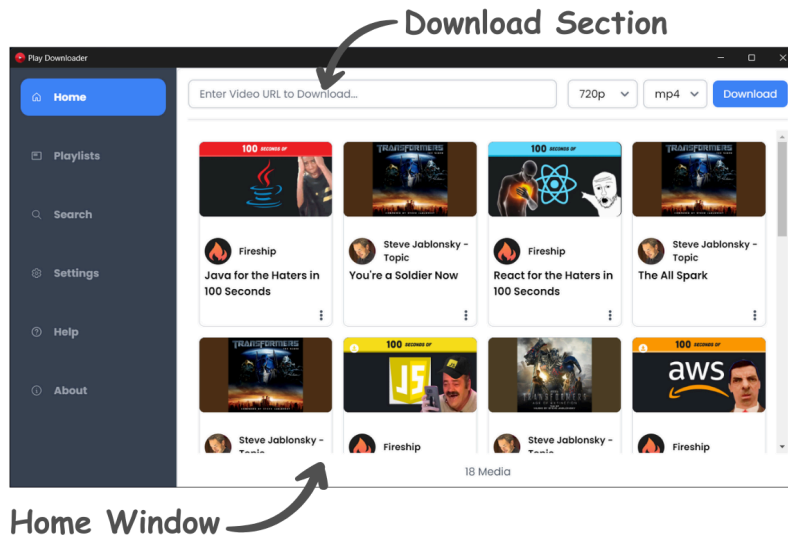 Download Section
Play Downloader
Home
Enter Video URL to Download...
720p
mp4
Download
Playlists
Search
Settings
Help
About
100 SECONDS OF
TRANSFORMERS
100 SECONDS OF
TRANSFORMERS
Fireship
Java for the Haters in
100 Seconds
Steve Jablonsky -
Topic
You're a Soldier Now
Fireship
React for the Haters in
100 Seconds
Steve Jablonsky -
Topic
The All Spark
TRANSFORMERS
100 SECONDS OF
JS
TRANSFORMERS
100 SECONDS OF
aws
Steve Jablonsky -
Topic
Fireship
Steve Jablonsky -
Topic
Fireship
18 Media
Home Window